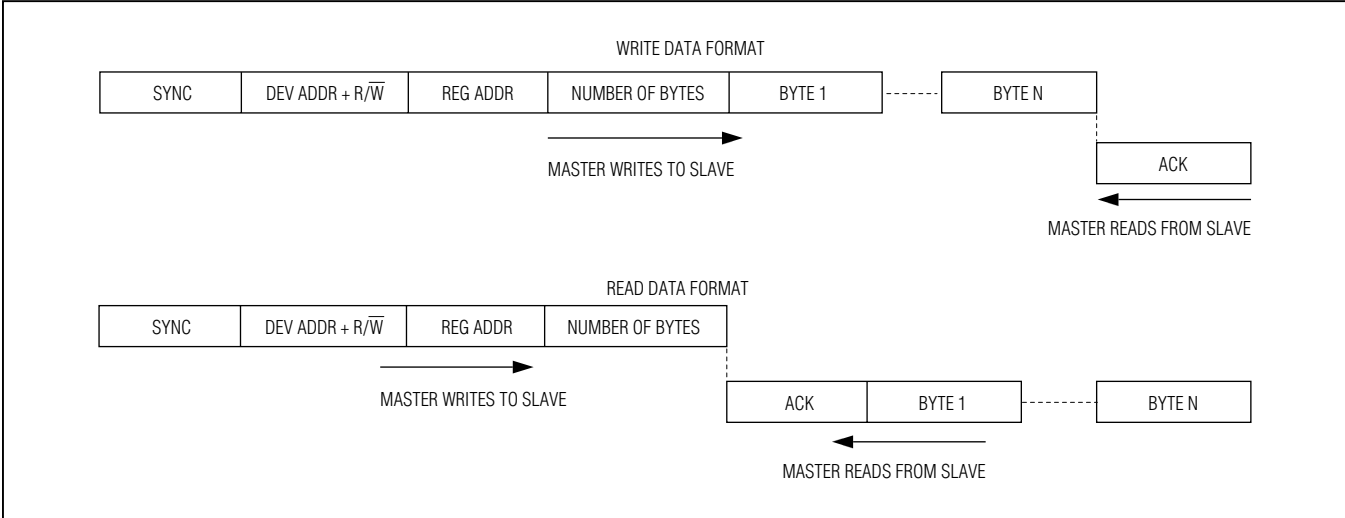 WRITE DATA FORMAT
SYNC DEV ADDR + R/W̅ REG ADDR NUMBER OF BYTES BYTE 1 BYTE N
MASTER WRITES TO SLAVE
ACK
MASTER READS FROM SLAVE
READ DATA FORMAT
SYNC DEV ADDR + R/W̅ REG ADDR NUMBER OF BYTES
MASTER WRITES TO SLAVE
ACK BYTE 1 BYTE N
MASTER READS FROM SLAVE